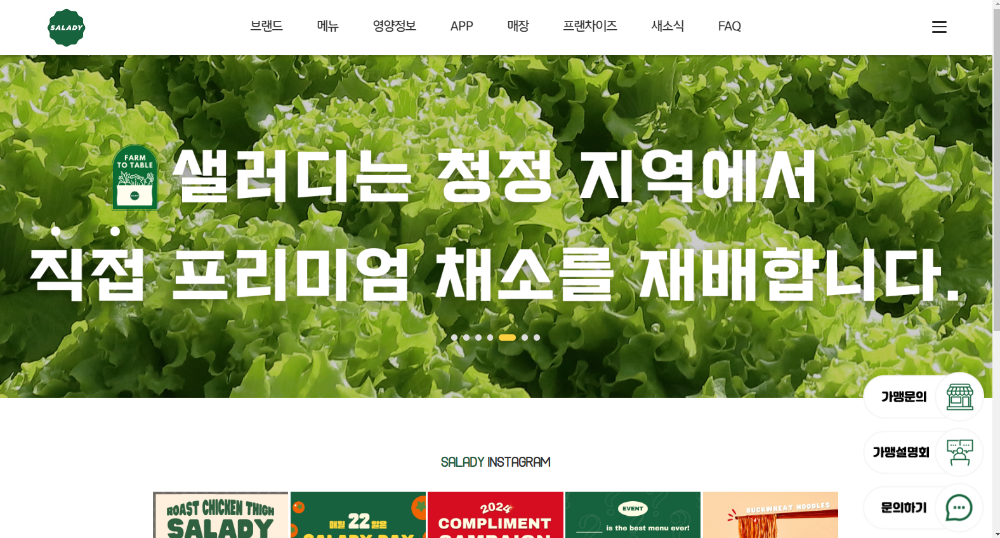 SALADY
브랜드 메뉴 영양정보 APP 매장 프랜차이즈 새소식 FAQ
FARM
TO TABLE
샐러디는 청정 지역에서
직접 프리미엄 채소를 재배합니다.
가맹문의
가맹설명회
문의하기
SALADY INSTAGRAM
ROAST CHICKEN THIGH
SALADY
매월 22 일은
SALADY DAY
2024
COMPLIMENT
CAMPAIGN
EVENT
is the best menu ever!
BUCKWHEAT NOODLES